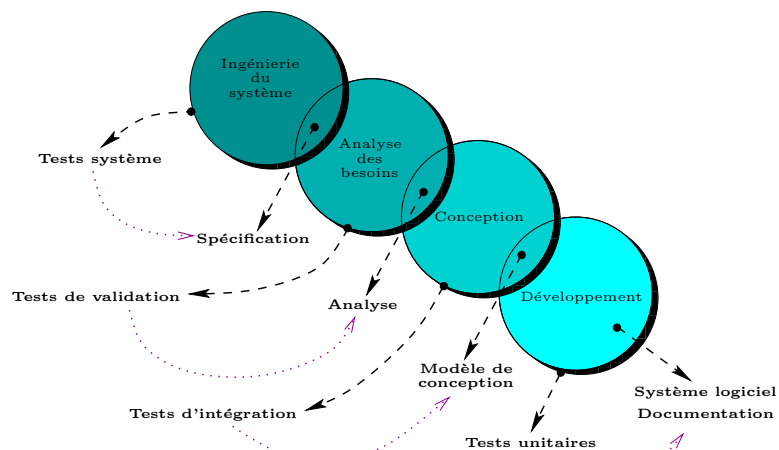 Ingénierie
du
système
Analyse
des
besoins
Tests système
Conception
Spécification
Tests de validation
Analyse
Développement
Modèle de
conception
Système logiciel
Documentation
Tests d'intégration
Tests unitaires